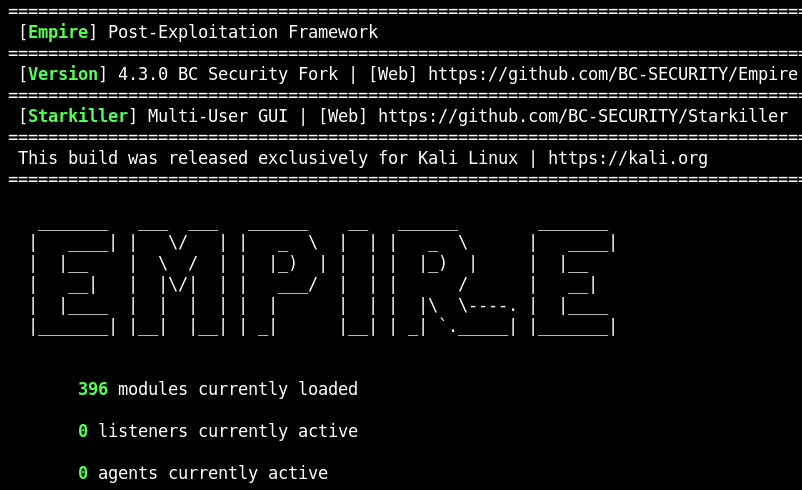 ================================================================================
[Empire] Post-Exploitation Framework
================================================================================
[Version] 4.3.0 BC Security Fork | [Web] https://github.com/BC-SECURITY/Empire
================================================================================
[Starkiller] Multi-User GUI | [Web] https://github.com/BC-SECURITY/Starkiller
================================================================================
This build was released exclusively for Kali Linux | https://kali.org
================================================================================
EMPIRE
396 modules currently loaded
0 listeners currently active
0 agents currently active